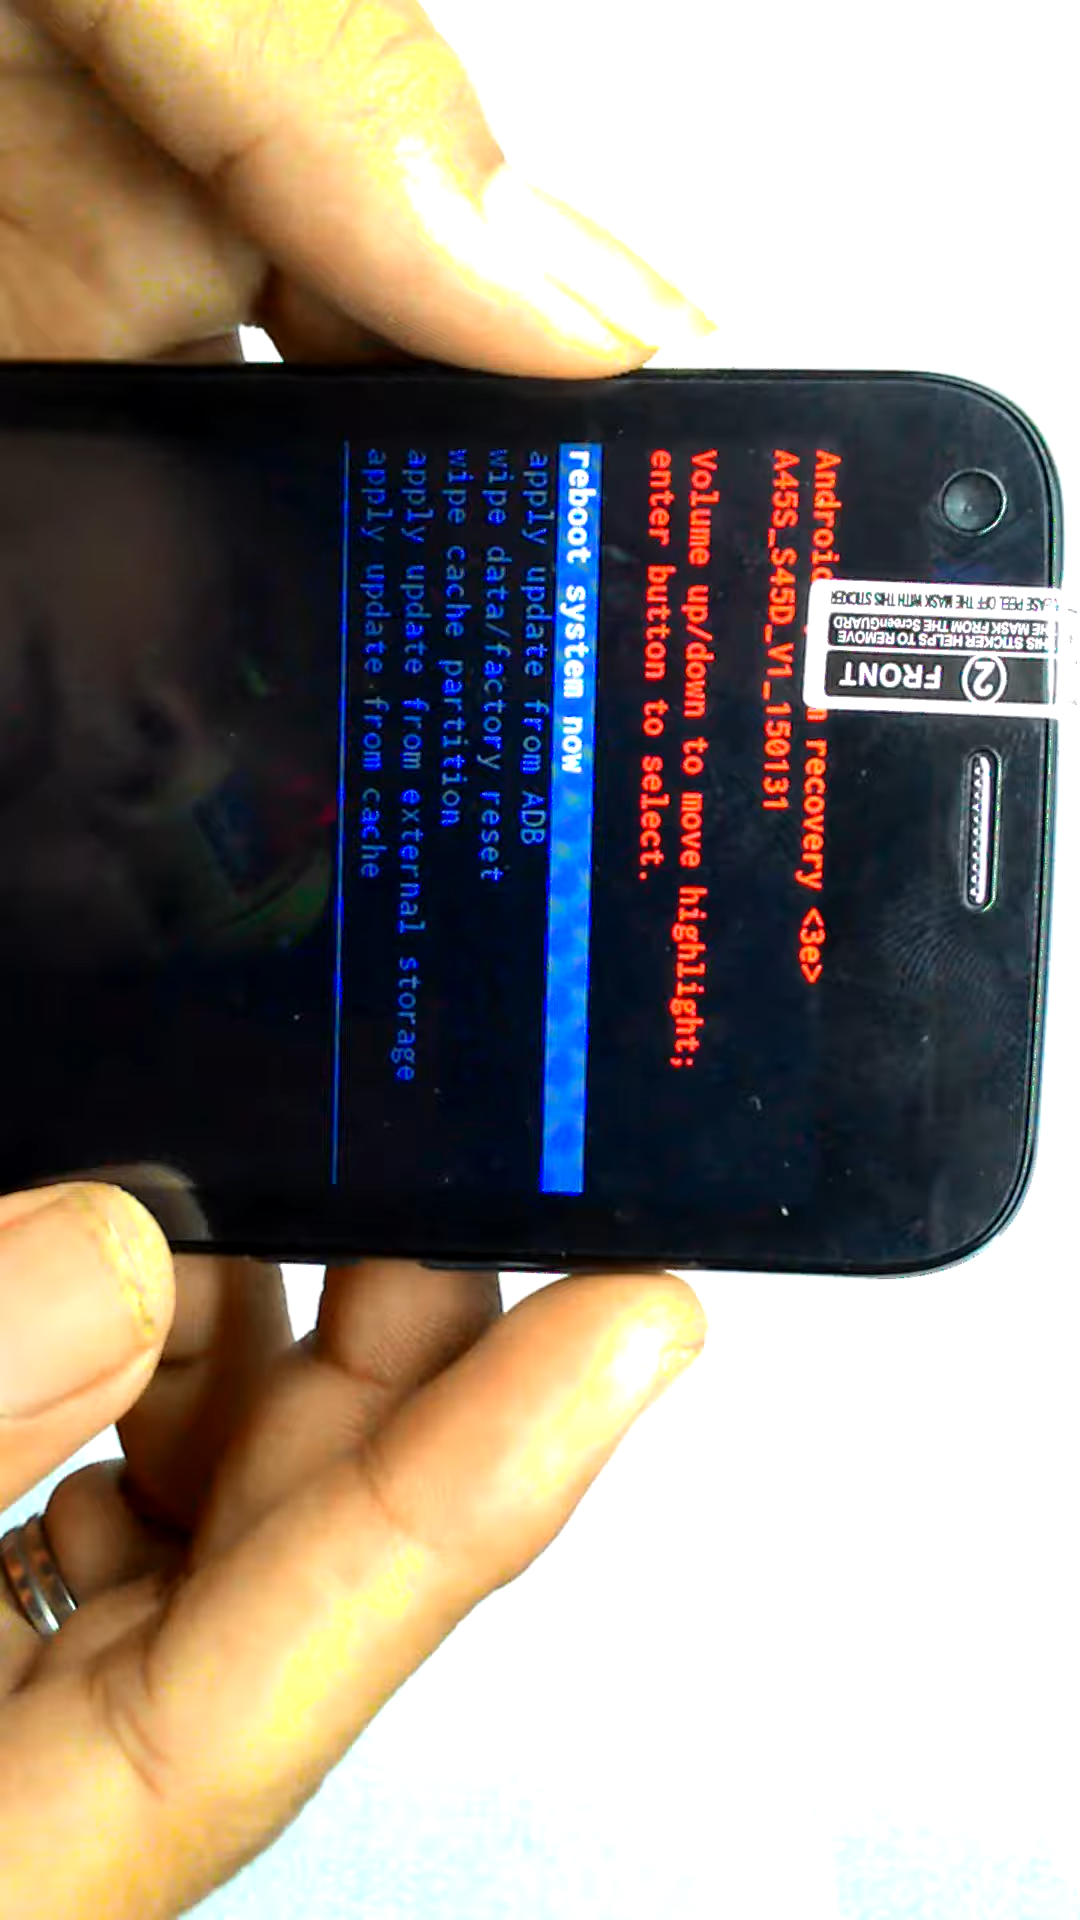 Android recovery <3e>
A45S_S45D_V1_150131
Volume up/down to move highlight;
enter button to select.
reboot system now
apply update from ADB
wipe data/factory reset
wipe cache partition
apply update from external storage
apply update from cache
2 FRONT
THIS STICKER HELPS TO REMOVE
THE MASK FROM THE ScreenGUARD
PEEL OFF THE MASK WITH THIS STICKER